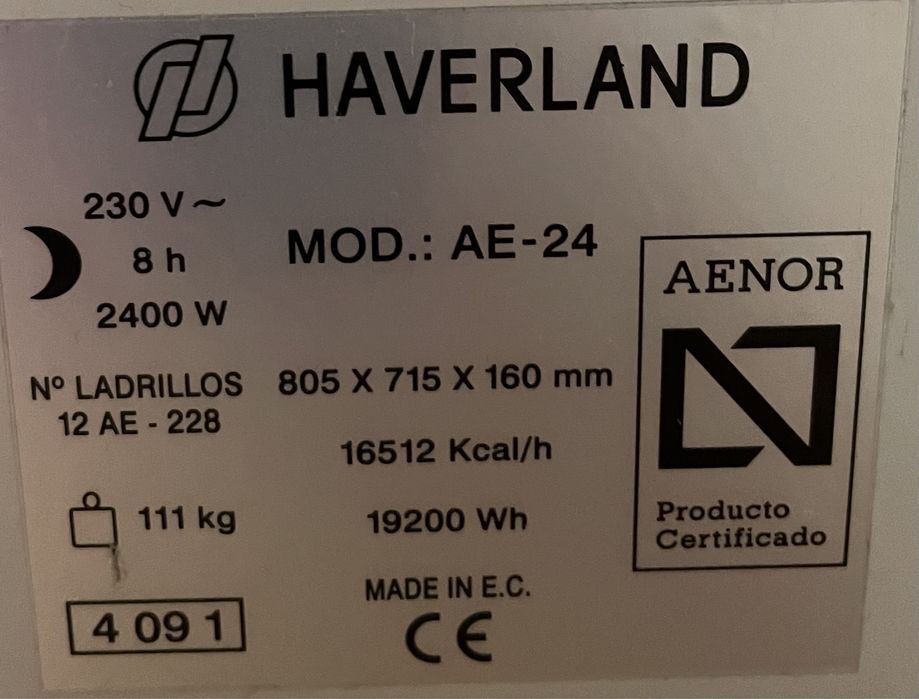 HAVERLAND
230 V ~
8 h
2400 W
MOD.: AE-24
Nº LADRILLOS
12 AE - 228
805 X 715 X 160 mm
16512 Kcal/h
111 kg
19200 Wh
4 09 1
MADE IN E.C.
CE
AENOR
Producto
Certificado